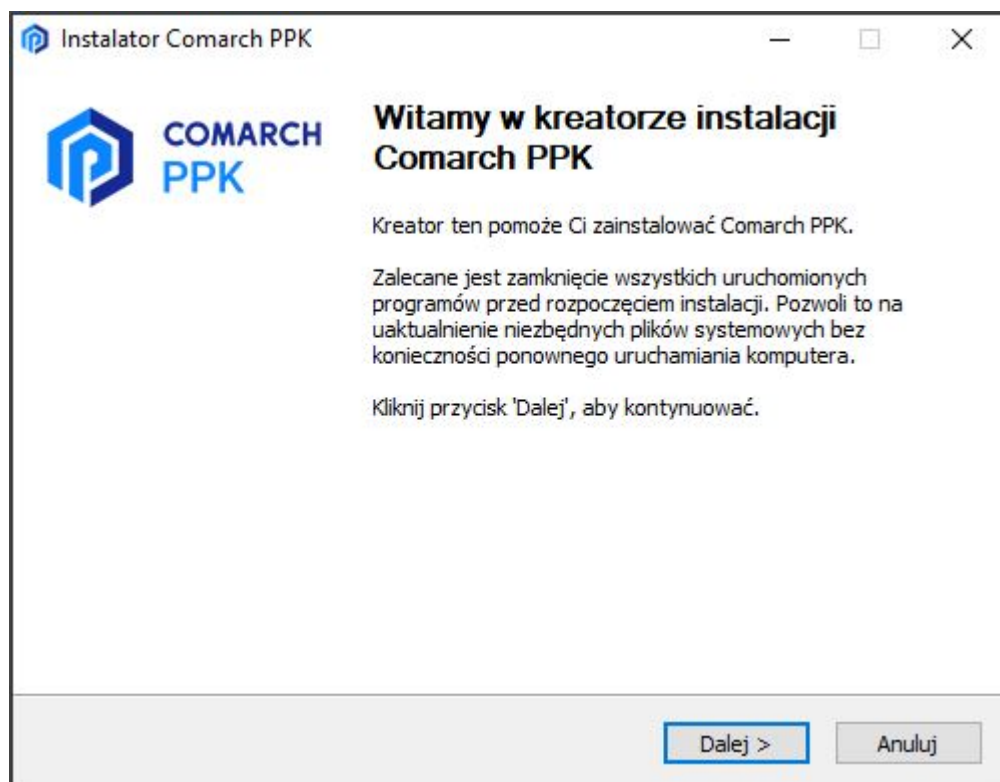 Instalator Comarch PPK
COMARCH
PPK
Witamy w kreatorze instalacji
Comarch PPK
Kreator ten pomoże Ci zainstalować Comarch PPK.
Zalecane jest zamknięcie wszystkich uruchomionych
programów przed rozpoczęciem instalacji. Pozwoli to na
uaktualnienie niezbędnych plików systemowych bez
konieczności ponownego uruchamiania komputera.
Kliknij przycisk 'Dalej', aby kontynuować.
Dalej >
Anuluj